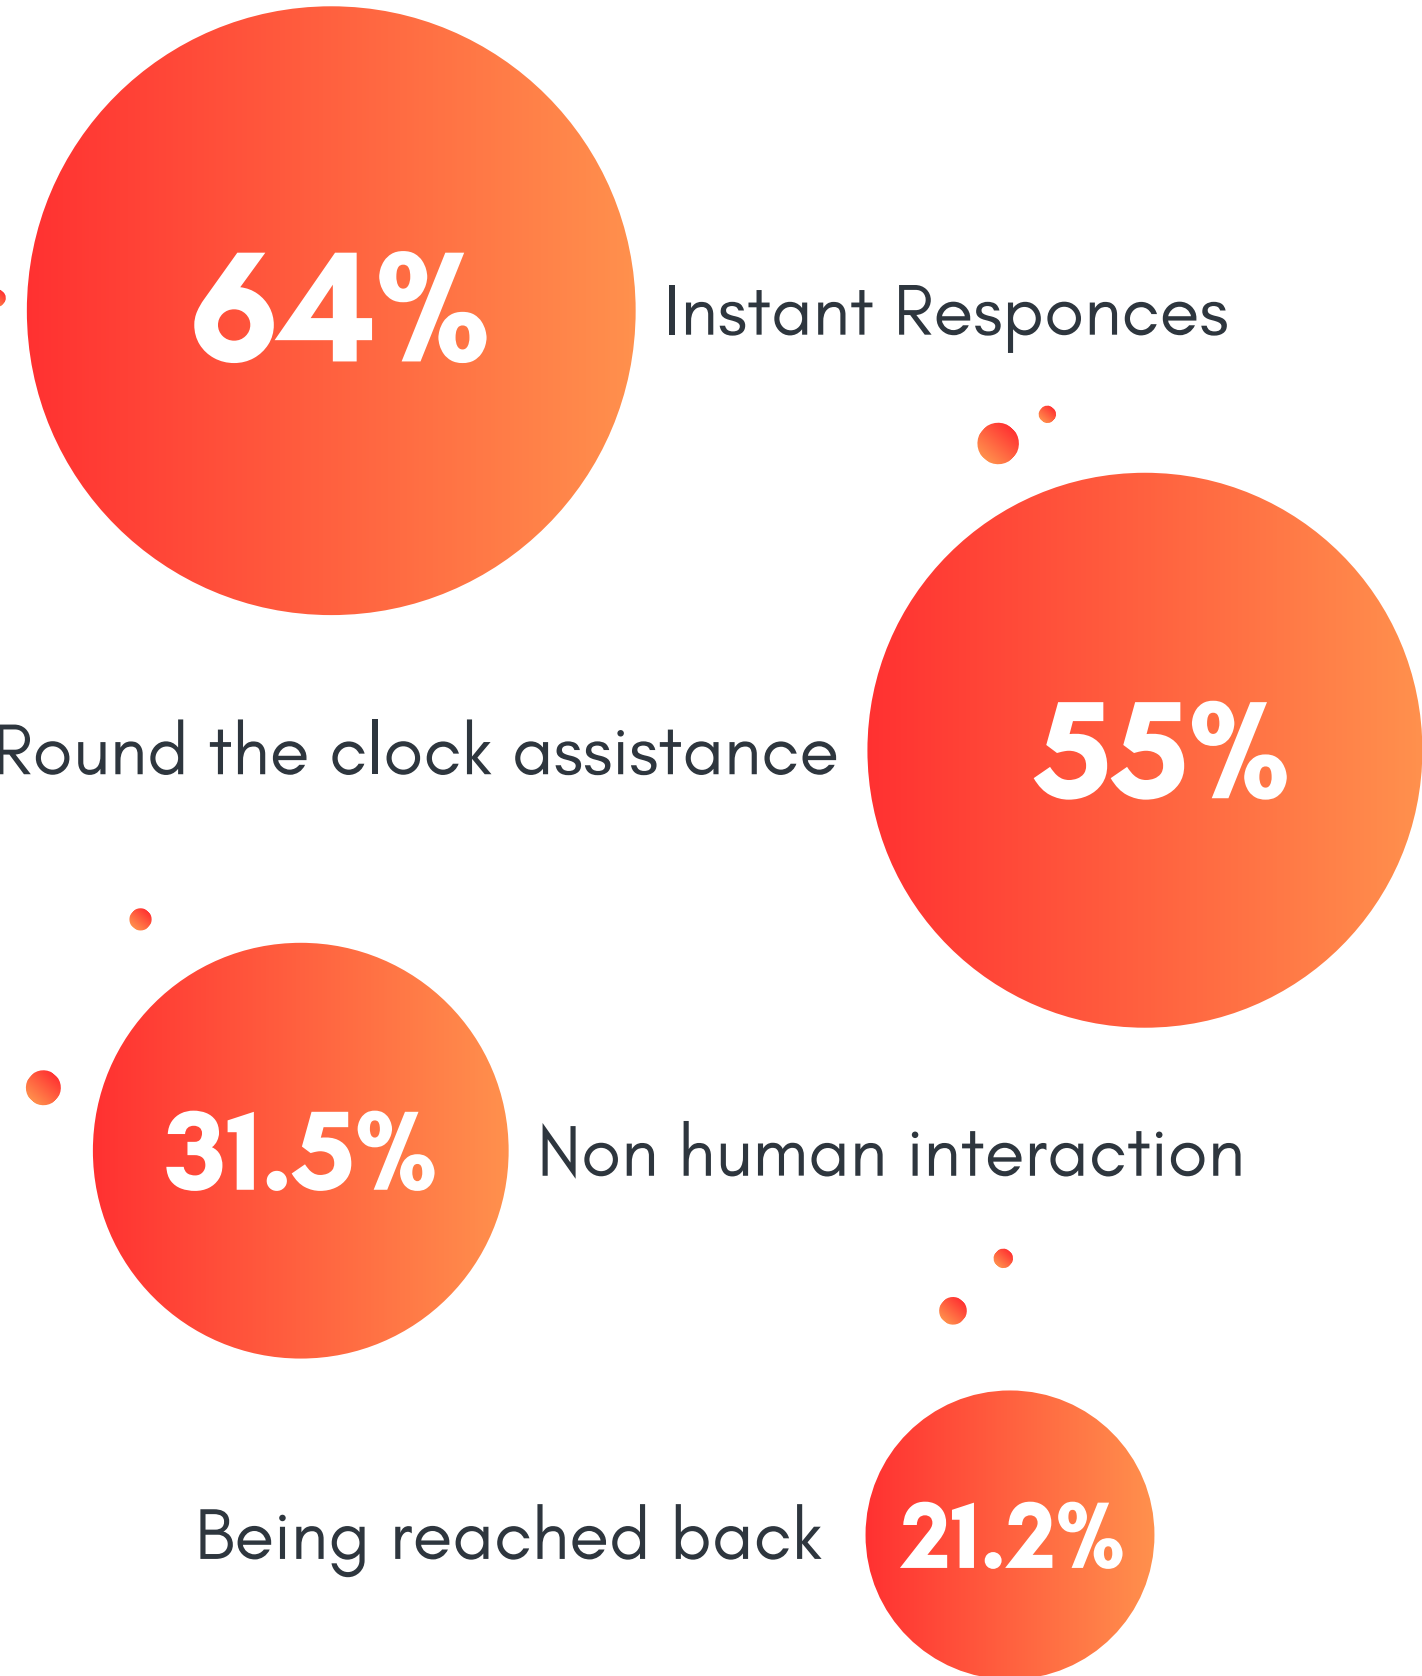 64%
Instant Responces
Round the clock assistance
55%
31.5%
Non human interaction
Being reached back
21.2%